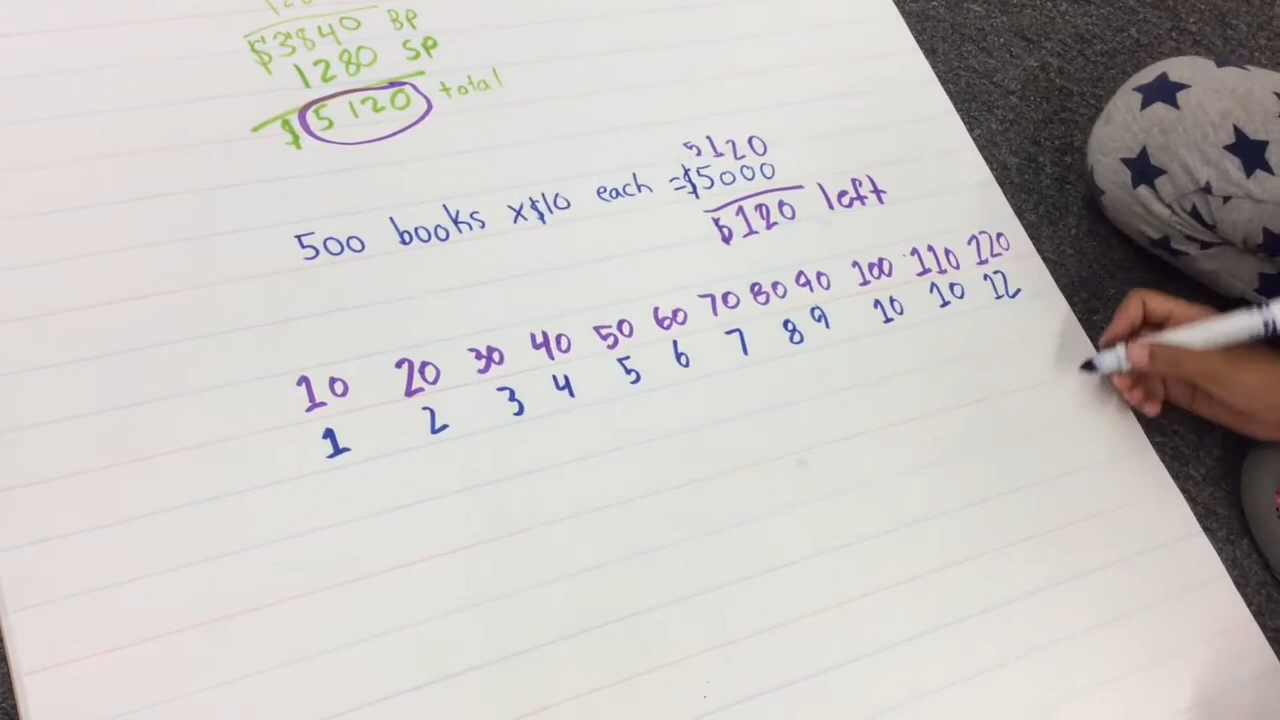 $3840 BP
1280 SP
$5120 total
5120
500 books x$10 each =$5000
$120 left
10 20 30 40 50 60 70 80 90 100 110 120
1 2 3 4 5 6 7 8 9 10 10 12